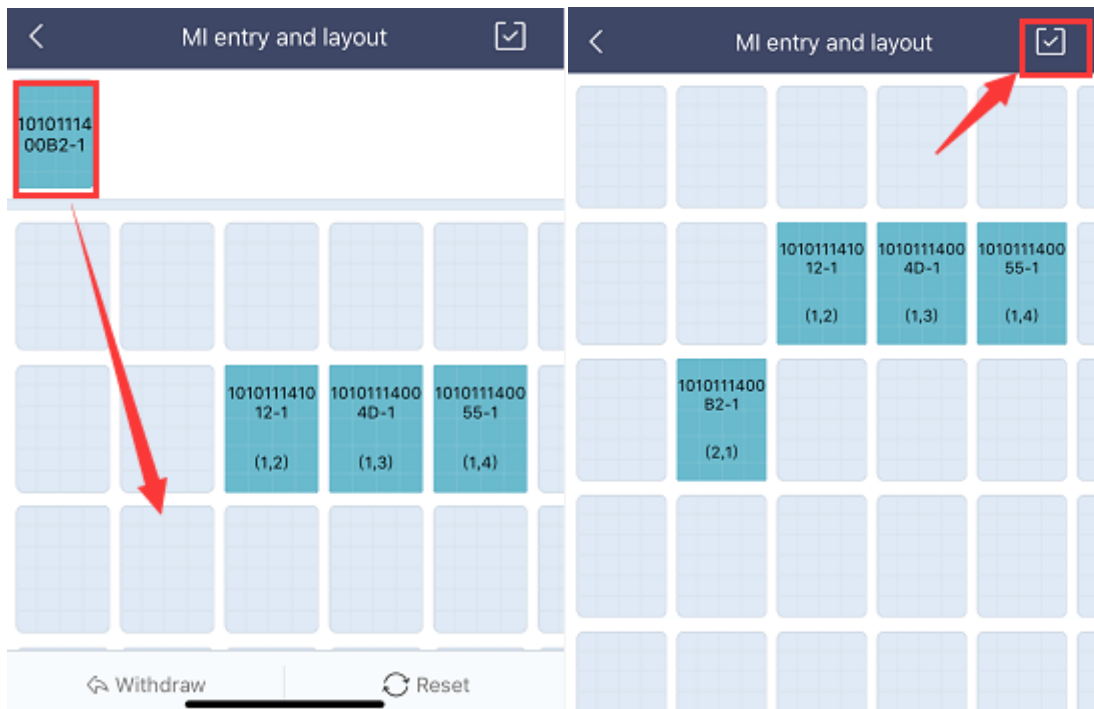 MI entry and layout
10101114
00B2-1
1010111410
12-1
1010111400
4D-1
1010111400
55-1
(1,2)
(1,3)
(1,4)
Withdraw
Reset
MI entry and layout
1010111410
12-1
1010111400
4D-1
1010111400
55-1
(1,2)
(1,3)
(1,4)
1010111400
B2-1
(2,1)